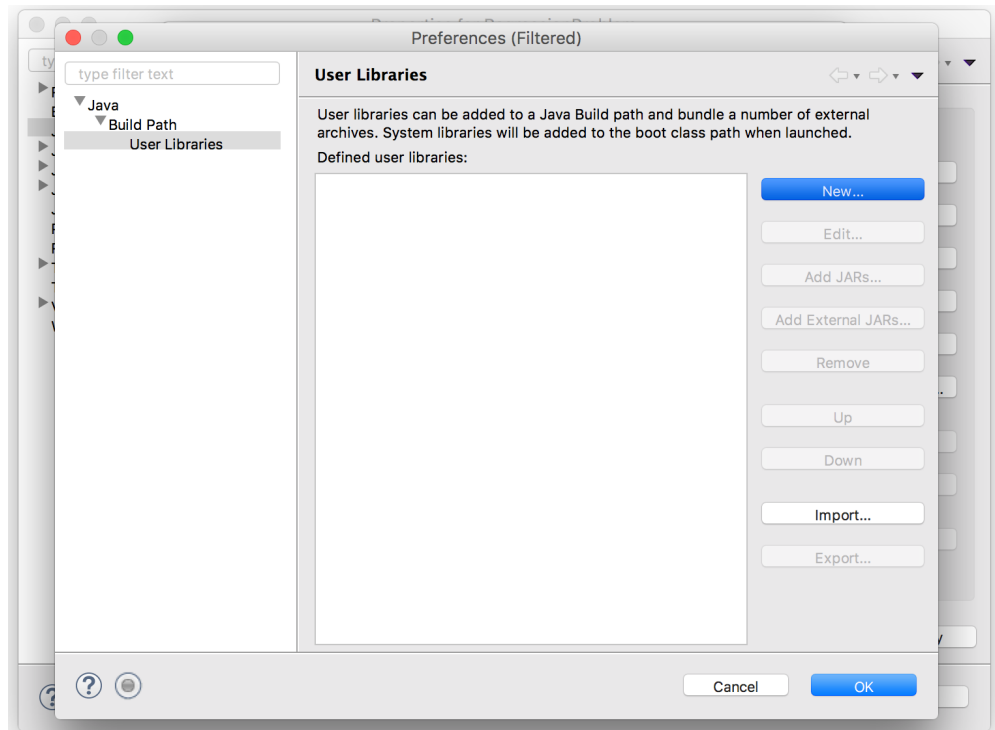 Preferences (Filtered)
type filter text
Java
Build Path
User Libraries
User Libraries
User libraries can be added to a Java Build path and bundle a number of external
archives. System libraries will be added to the boot class path when launched.
Defined user libraries:
New...
Edit...
Add JARs...
Add External JARs...
Remove
Up
Down
Import...
Export...
Cancel
OK